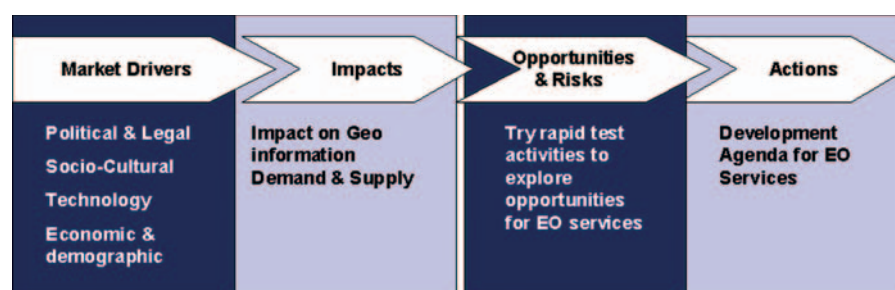 Market Drivers
Impacts
Opportunities
& Risks
Actions
Political & Legal
Socio-Cultural
Technology
Economic &
demographic
Impact on Geo
information
Demand & Supply
Try rapid test
activities to
explore
opportunities
for EO services
Development
Agenda for EO
Services